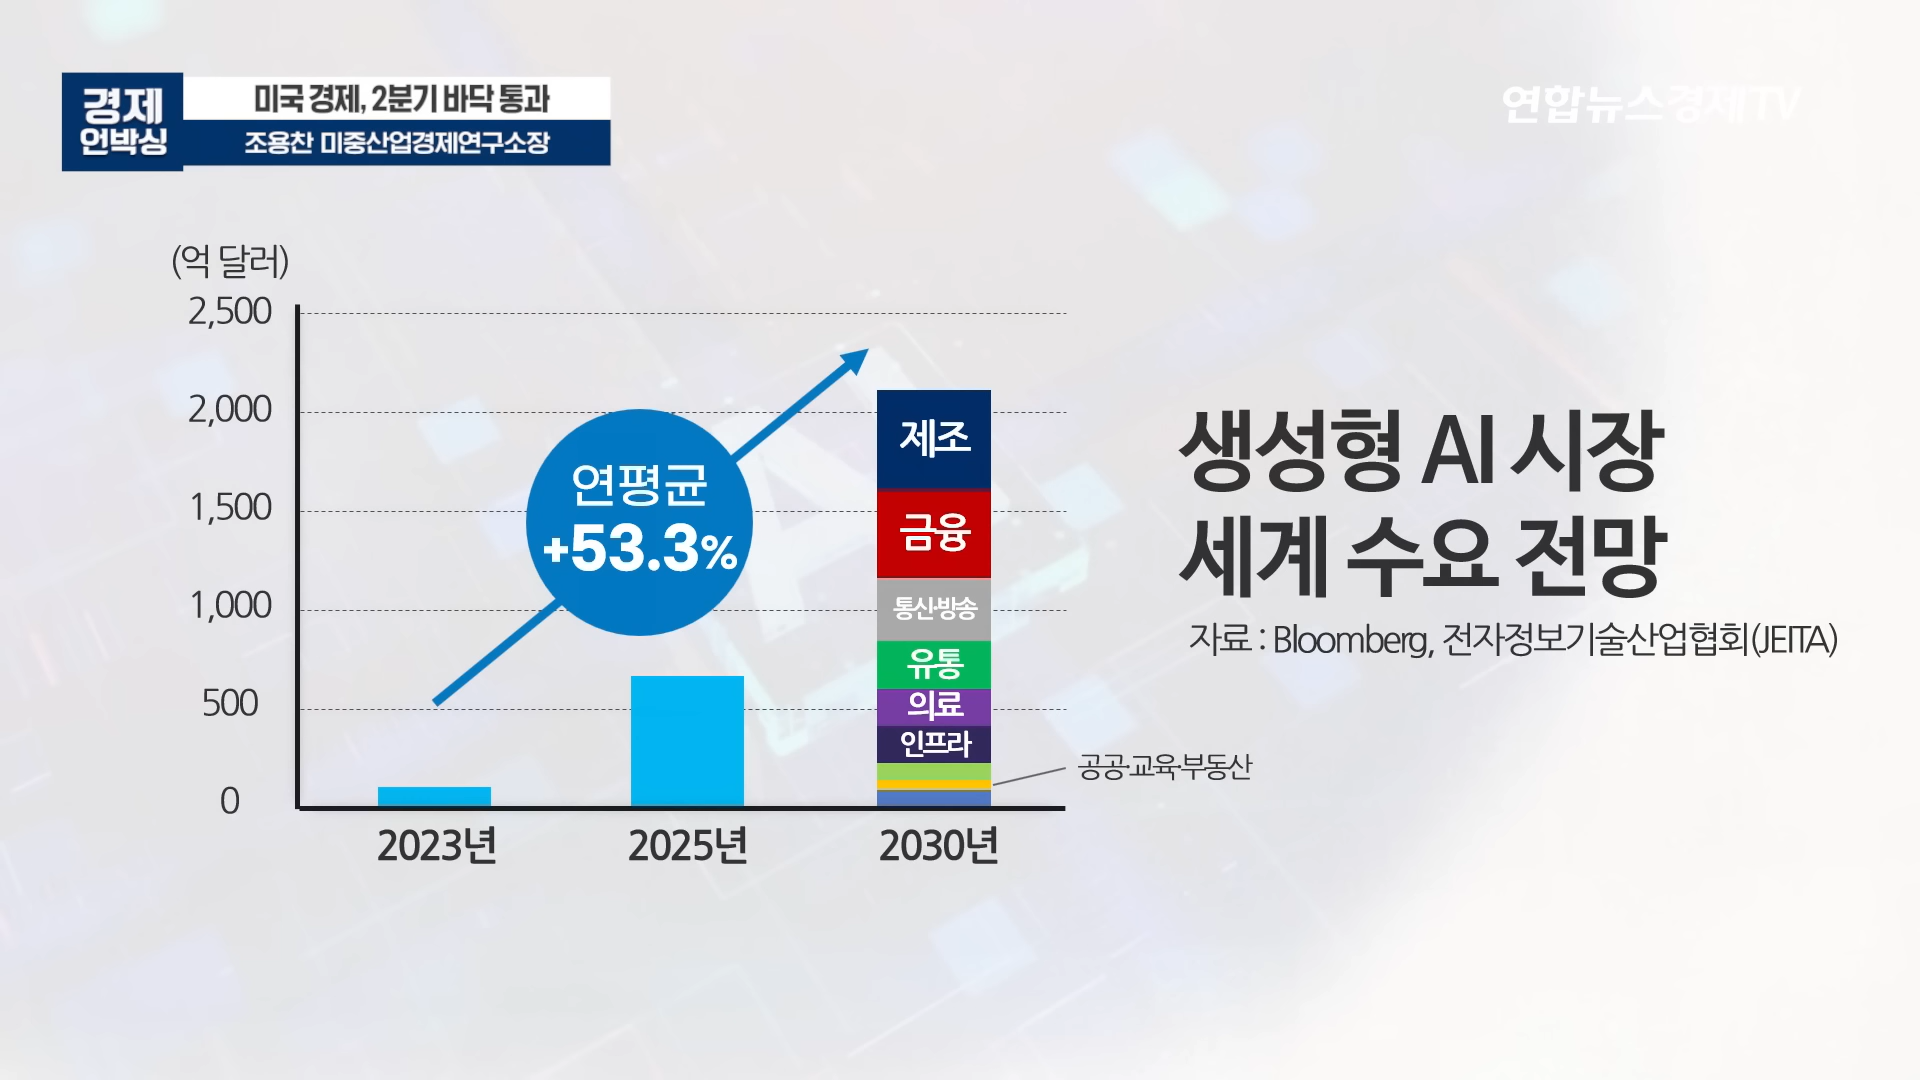 경제
언박싱
미국 경제, 2분기 바닥 통과
조용찬 미중산업경제연구소장
연합뉴스경제TV
(억 달러)
2,500
2,000
1,500
1,000
500
0
연평균
+53.3%
제조
금융
통신·방송
유통
의료
인프라
공공·교육·부동산
2023년
2025년
2030년
생성형 AI 시장
세계 수요 전망
자료 : Bloomberg, 전자정보기술산업협회(JEITA)